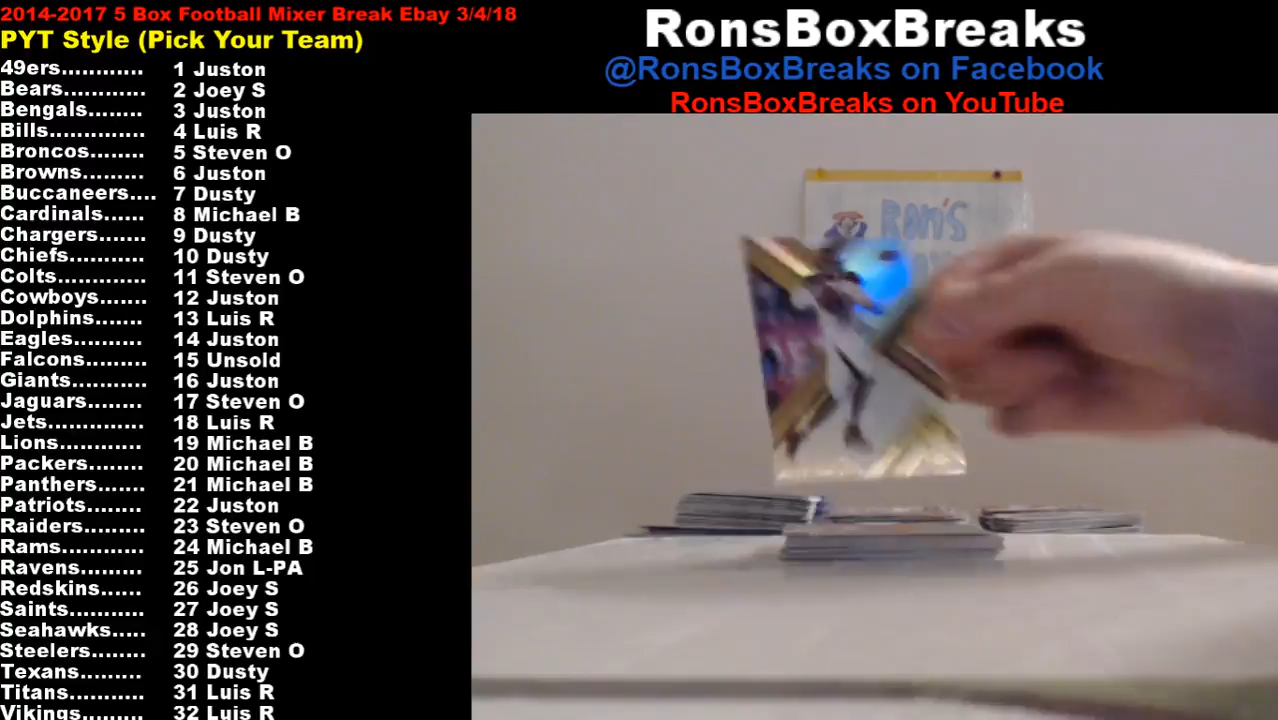 2014-2017 5 Box Football Mixer Break Ebay 3/4/18
PYT Style (Pick Your Team)
49ers............ 1 Juston
Bears............ 2 Joey S
Bengals........ 3 Juston
Bills.............. 4 Luis R
Broncos........ 5 Steven O
Browns......... 6 Juston
Buccaneers.... 7 Dusty
Cardinals...... 8 Michael B
Chargers....... 9 Dusty
Chiefs........... 10 Dusty
Colts............. 11 Steven O
Cowboys....... 12 Juston
Dolphins....... 13 Luis R
Eagles........... 14 Juston
Falcons......... 15 Unsold
Giants........... 16 Juston
Jaguars........ 17 Steven O
Jets.............. 18 Luis R
Lions............ 19 Michael B
Packers........ 20 Michael B
Panthers....... 21 Michael B
Patriots........ 22 Juston
Raiders......... 23 Steven O
Rams............ 24 Michael B
Ravens......... 25 Jon L-PA
Redskins...... 26 Joey S
Saints........... 27 Joey S
Seahawks..... 28 Joey S
Steelers........ 29 Steven O
Texans......... 30 Dusty
Titans........... 31 Luis R
Vikings......... 32 Luis R
RonsBoxBreaks
@RonsBoxBreaks on Facebook
RonsBoxBreaks on YouTube
RON'S